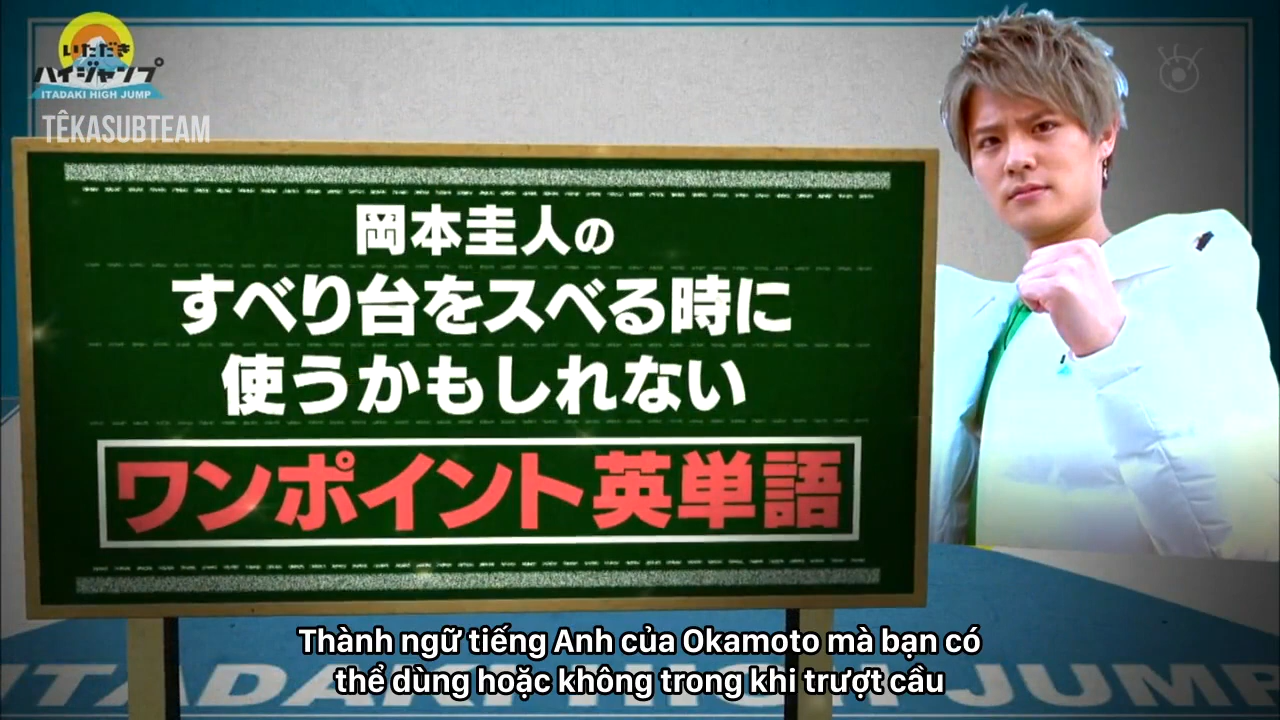 いただき
ハイジャンプ
ITADAKI HIGH JUMP
TÊKASUBTEAM
岡本圭人の
すべり台をスベる時に
使うかもしれない
ワンポイント英単語
Thành ngữ tiếng Anh của Okamoto mà bạn có
thể dùng hoặc không trong khi trượt cầu
ITADAKI HIGH JUMP